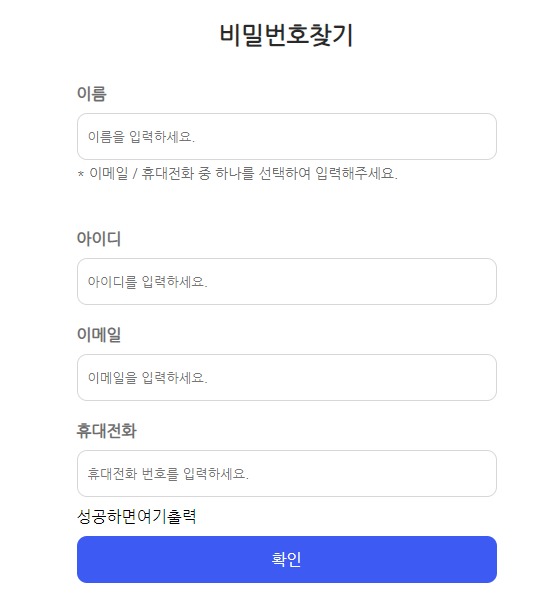 비밀번호찾기
이름
이름을 입력하세요.
* 이메일 / 휴대전화 중 하나를 선택하여 입력해주세요.
아이디
아이디를 입력하세요.
이메일
이메일을 입력하세요.
휴대전화
휴대전화 번호를 입력하세요.
성공하면여기출력
확인